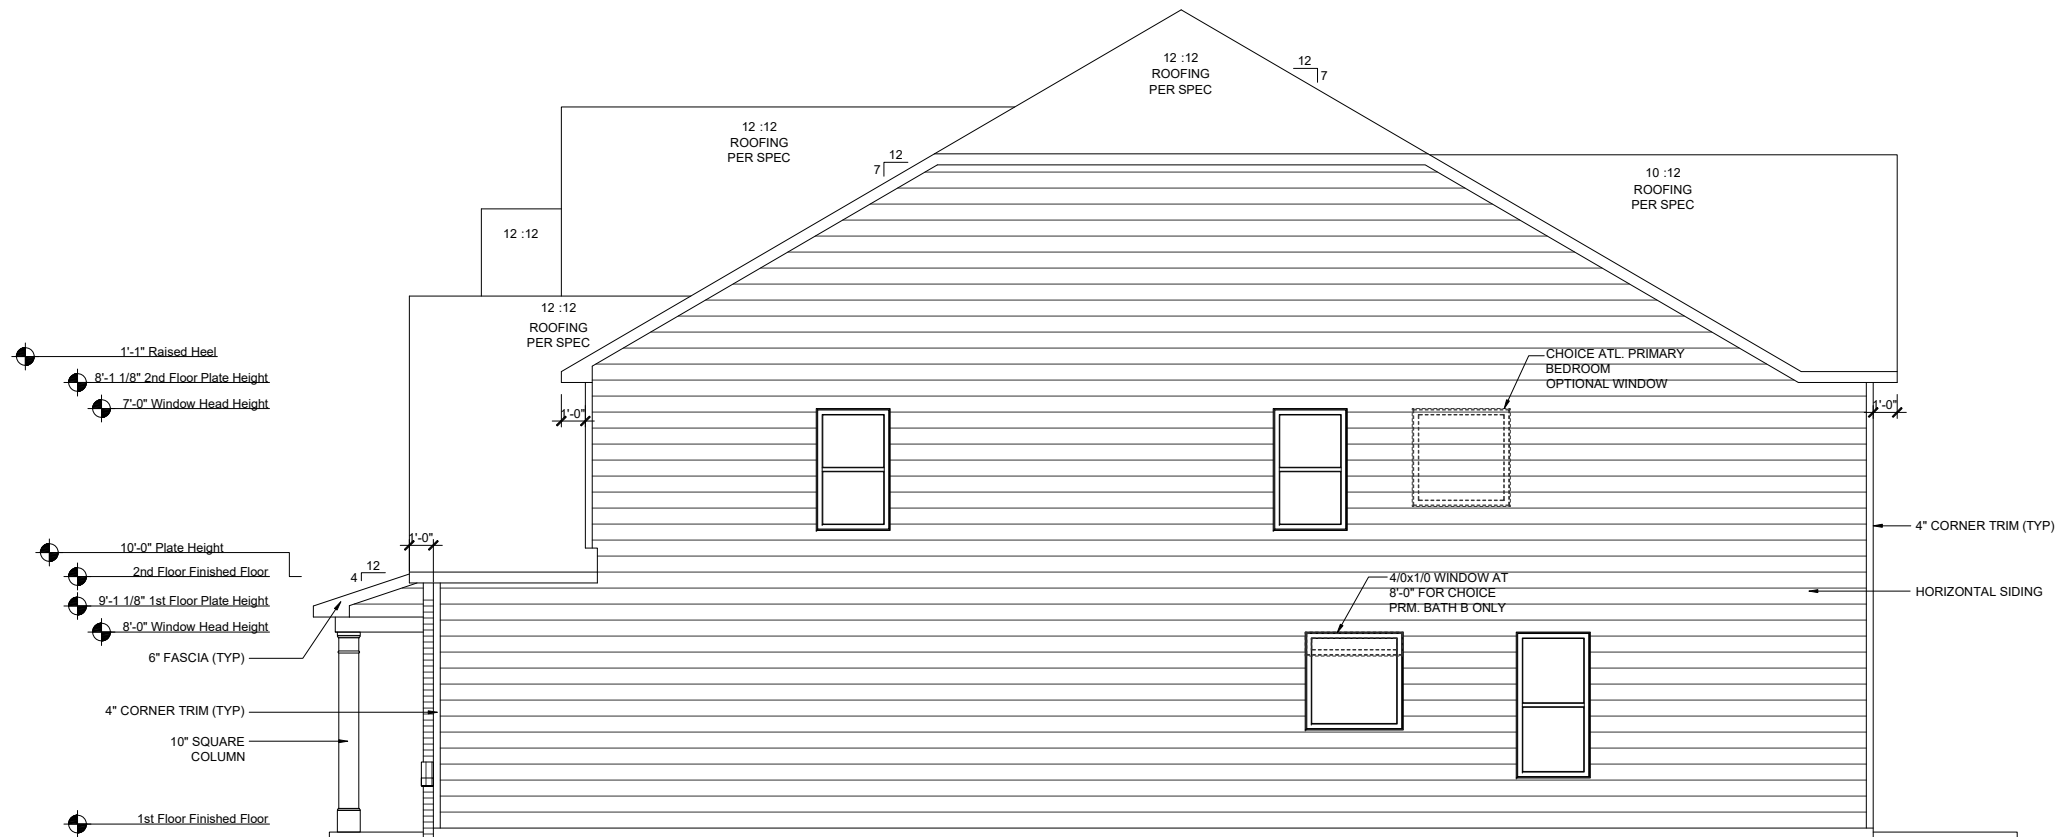 12 :12
ROOFING
PER SPEC
12
7
12 :12
ROOFING
PER SPEC
12
7
10 :12
ROOFING
PER SPEC
12 :12
12 :12
ROOFING
PER SPEC
1'-1" Raised Heel
8'-1 1/8" 2nd Floor Plate Height
7'-0" Window Head Height
CHOICE ATL. PRIMARY
BEDROOM
OPTIONAL WINDOW
1'-0"
1'-0"
4" CORNER TRIM (TYP)
1'-0"
10'-0" Plate Height
12
4
2nd Floor Finished Floor
9'-1 1/8" 1st Floor Plate Height
8'-0" Window Head Height
4/0x1/0 WINDOW AT
8'-0" FOR CHOICE
PRM. BATH B ONLY
HORIZONTAL SIDING
6" FASCIA (TYP)
4" CORNER TRIM (TYP)
10" SQUARE
COLUMN
1st Floor Finished Floor